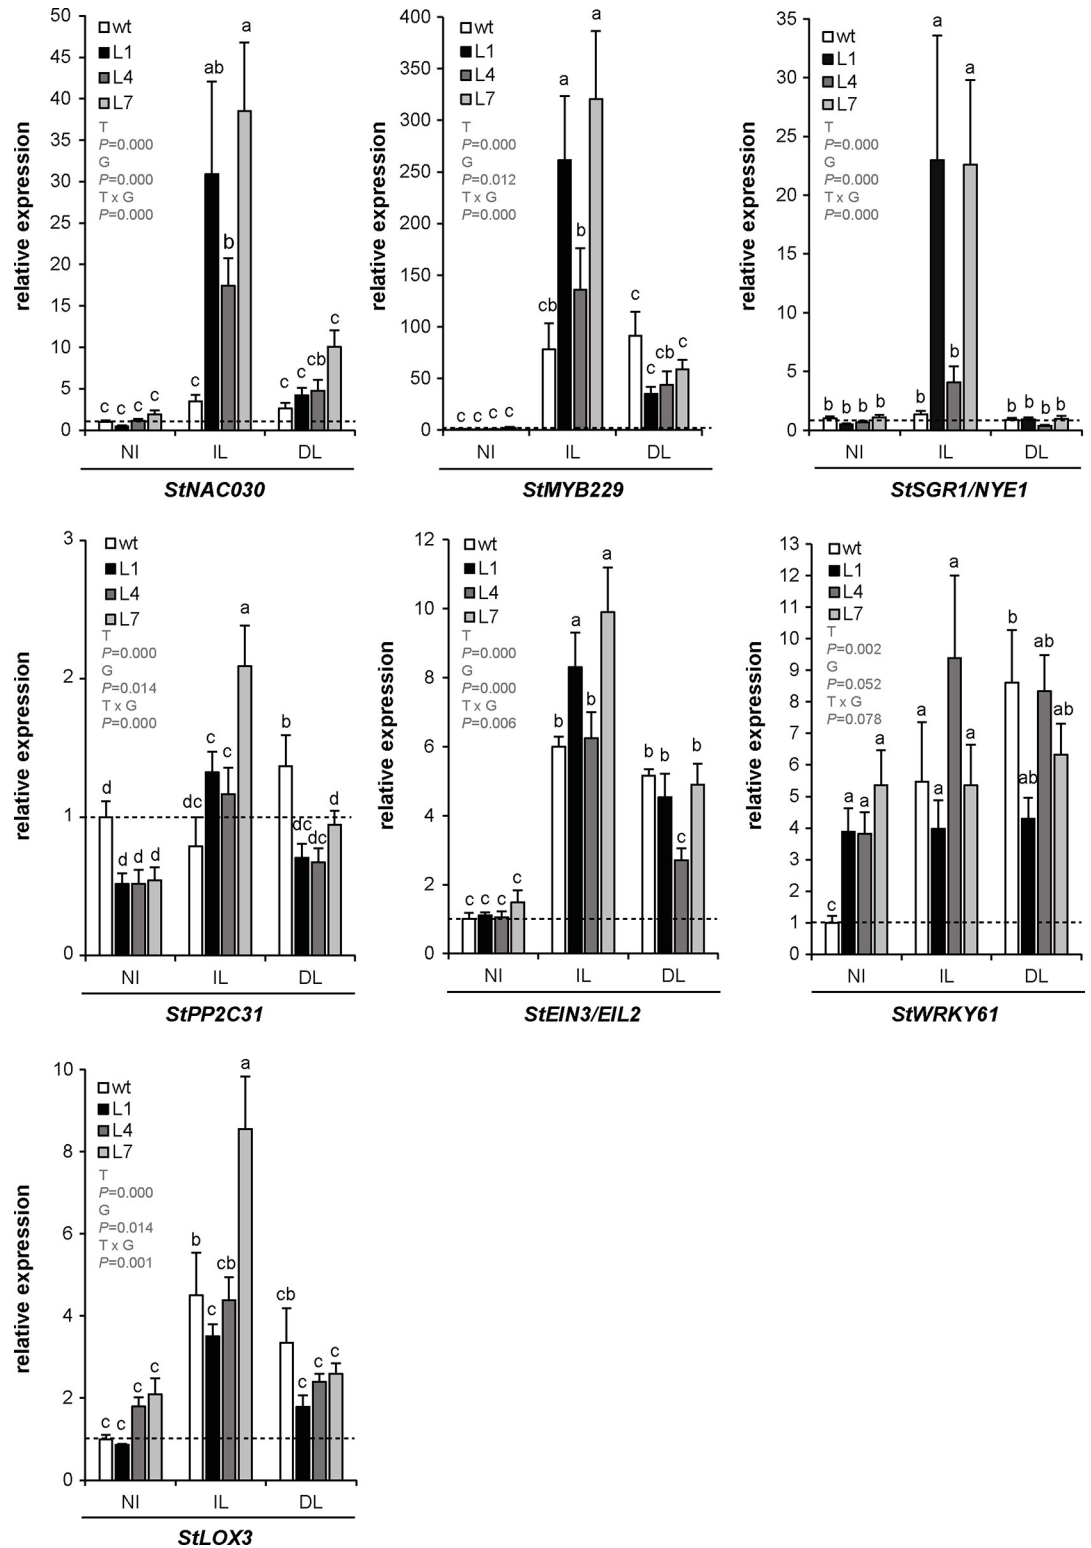 relative expression
50
45
40
35
30
25
20
15
10
5
0
wt
L1
L4
L7
T
P=0.000
G
P=0.000
T x G
P=0.000
c c c c
c ab b a
c c cb c
NI IL DL
StNAC030
relative expression
400
350
300
250
200
150
100
50
0
wt
L1
L4
L7
T
P=0.000
G
P=0.012
T x G
P=0.000
c c c c
cb a b a
c c cb c
NI IL DL
StMYB229
relative expression
35
30
25
20
15
10
5
0
wt
L1
L4
L7
T
P=0.000
G
P=0.000
T x G
P=0.000
b b b b
b a b a
b b b b
NI IL DL
StSGR1/NYE1
relative expression
3
2
1
0
wt
L1
L4
L7
T
P=0.000
G
P=0.014
T x G
P=0.000
d d d d
dc c c a
b dc dc d
NI IL DL
StPP2C31
relative expression
12
10
8
6
4
2
0
wt
L1
L4
L7
T
P=0.000
G
P=0.000
T x G
P=0.006
c c c c
b a b a
b b c b
NI IL DL
StEIN3/EIL2
relative expression
13
12
11
10
9
8
7
6
5
4
3
2
1
0
wt
L1
L4
L7
T
P=0.002
G
P=0.052
T x G
P=0.078
c a a a
a a a a
b ab ab ab
NI IL DL
StWRKY61
relative expression
10
8
6
4
2
0
wt
L1
L4
L7
T
P=0.000
G
P=0.014
T x G
P=0.001
c c c c
b c cb a
cb c c c
NI IL DL
StLOX3